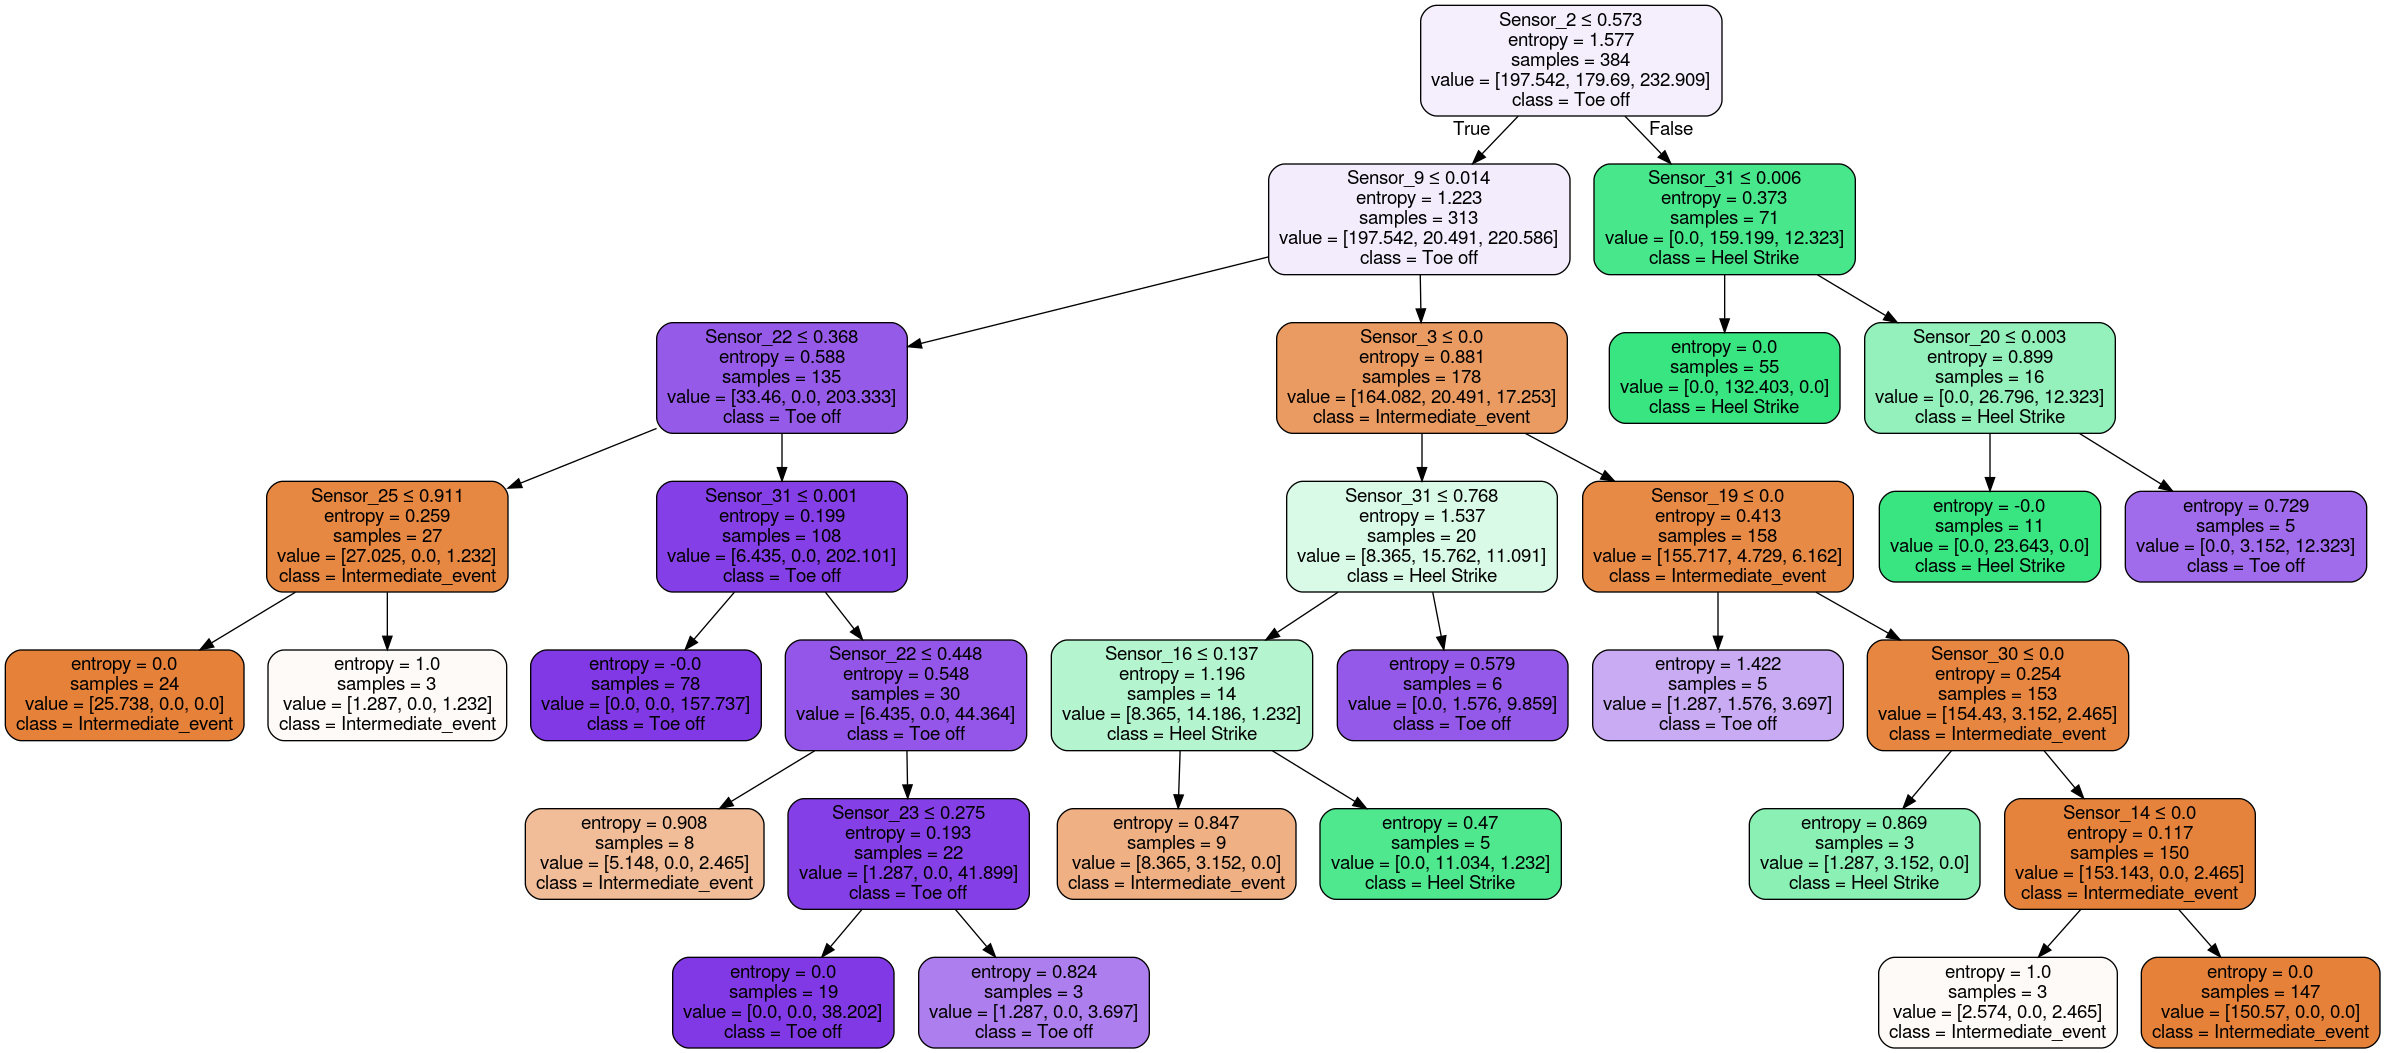 Sensor_2 ≤ 0.573
entropy = 1.577
samples = 384
value = [197.542, 179.69, 232.909]
class = Toe off
True
False
Sensor_9 ≤ 0.014
entropy = 1.223
samples = 313
value = [197.542, 20.491, 220.586]
class = Toe off
Sensor_31 ≤ 0.006
entropy = 0.373
samples = 71
value = [0.0, 159.199, 12.323]
class = Heel Strike
Sensor_22 ≤ 0.368
entropy = 0.588
samples = 135
value = [33.46, 0.0, 203.333]
class = Toe off
Sensor_3 ≤ 0.0
entropy = 0.881
samples = 178
value = [164.082, 20.491, 17.253]
class = Intermediate_event
entropy = 0.0
samples = 55
value = [0.0, 132.403, 0.0]
class = Heel Strike
Sensor_20 ≤ 0.003
entropy = 0.899
samples = 16
value = [0.0, 26.796, 12.323]
class = Heel Strike
Sensor_25 ≤ 0.911
entropy = 0.259
samples = 27
value = [27.025, 0.0, 1.232]
class = Intermediate_event
Sensor_31 ≤ 0.001
entropy = 0.199
samples = 108
value = [6.435, 0.0, 202.101]
class = Toe off
Sensor_31 ≤ 0.768
entropy = 1.537
samples = 20
value = [8.365, 15.762, 11.091]
class = Heel Strike
Sensor_19 ≤ 0.0
entropy = 0.413
samples = 158
value = [155.717, 4.729, 6.162]
class = Intermediate_event
entropy = -0.0
samples = 11
value = [0.0, 23.643, 0.0]
class = Heel Strike
entropy = 0.729
samples = 5
value = [0.0, 3.152, 12.323]
class = Toe off
entropy = 0.0
samples = 24
value = [25.738, 0.0, 0.0]
class = Intermediate_event
entropy = 1.0
samples = 3
value = [1.287, 0.0, 1.232]
class = Intermediate_event
entropy = -0.0
samples = 78
value = [0.0, 0.0, 157.737]
class = Toe off
Sensor_22 ≤ 0.448
entropy = 0.548
samples = 30
value = [6.435, 0.0, 44.364]
class = Toe off
Sensor_16 ≤ 0.137
entropy = 1.196
samples = 14
value = [8.365, 14.186, 1.232]
class = Heel Strike
entropy = 0.579
samples = 6
value = [0.0, 1.576, 9.859]
class = Toe off
entropy = 1.422
samples = 5
value = [1.287, 1.576, 3.697]
class = Toe off
Sensor_30 ≤ 0.0
entropy = 0.254
samples = 153
value = [154.43, 3.152, 2.465]
class = Intermediate_event
entropy = 0.908
samples = 8
value = [5.148, 0.0, 2.465]
class = Intermediate_event
Sensor_23 ≤ 0.275
entropy = 0.193
samples = 22
value = [1.287, 0.0, 41.899]
class = Toe off
entropy = 0.847
samples = 9
value = [8.365, 3.152, 0.0]
class = Intermediate_event
entropy = 0.47
samples = 5
value = [0.0, 11.034, 1.232]
class = Heel Strike
entropy = 0.869
samples = 3
value = [1.287, 3.152, 0.0]
class = Heel Strike
Sensor_14 ≤ 0.0
entropy = 0.117
samples = 150
value = [153.143, 0.0, 2.465]
class = Intermediate_event
entropy = 0.0
samples = 19
value = [0.0, 0.0, 38.202]
class = Toe off
entropy = 0.824
samples = 3
value = [1.287, 0.0, 3.697]
class = Toe off
entropy = 1.0
samples = 3
value = [2.574, 0.0, 2.465]
class = Intermediate_event
entropy = 0.0
samples = 147
value = [150.57, 0.0, 0.0]
class = Intermediate_event